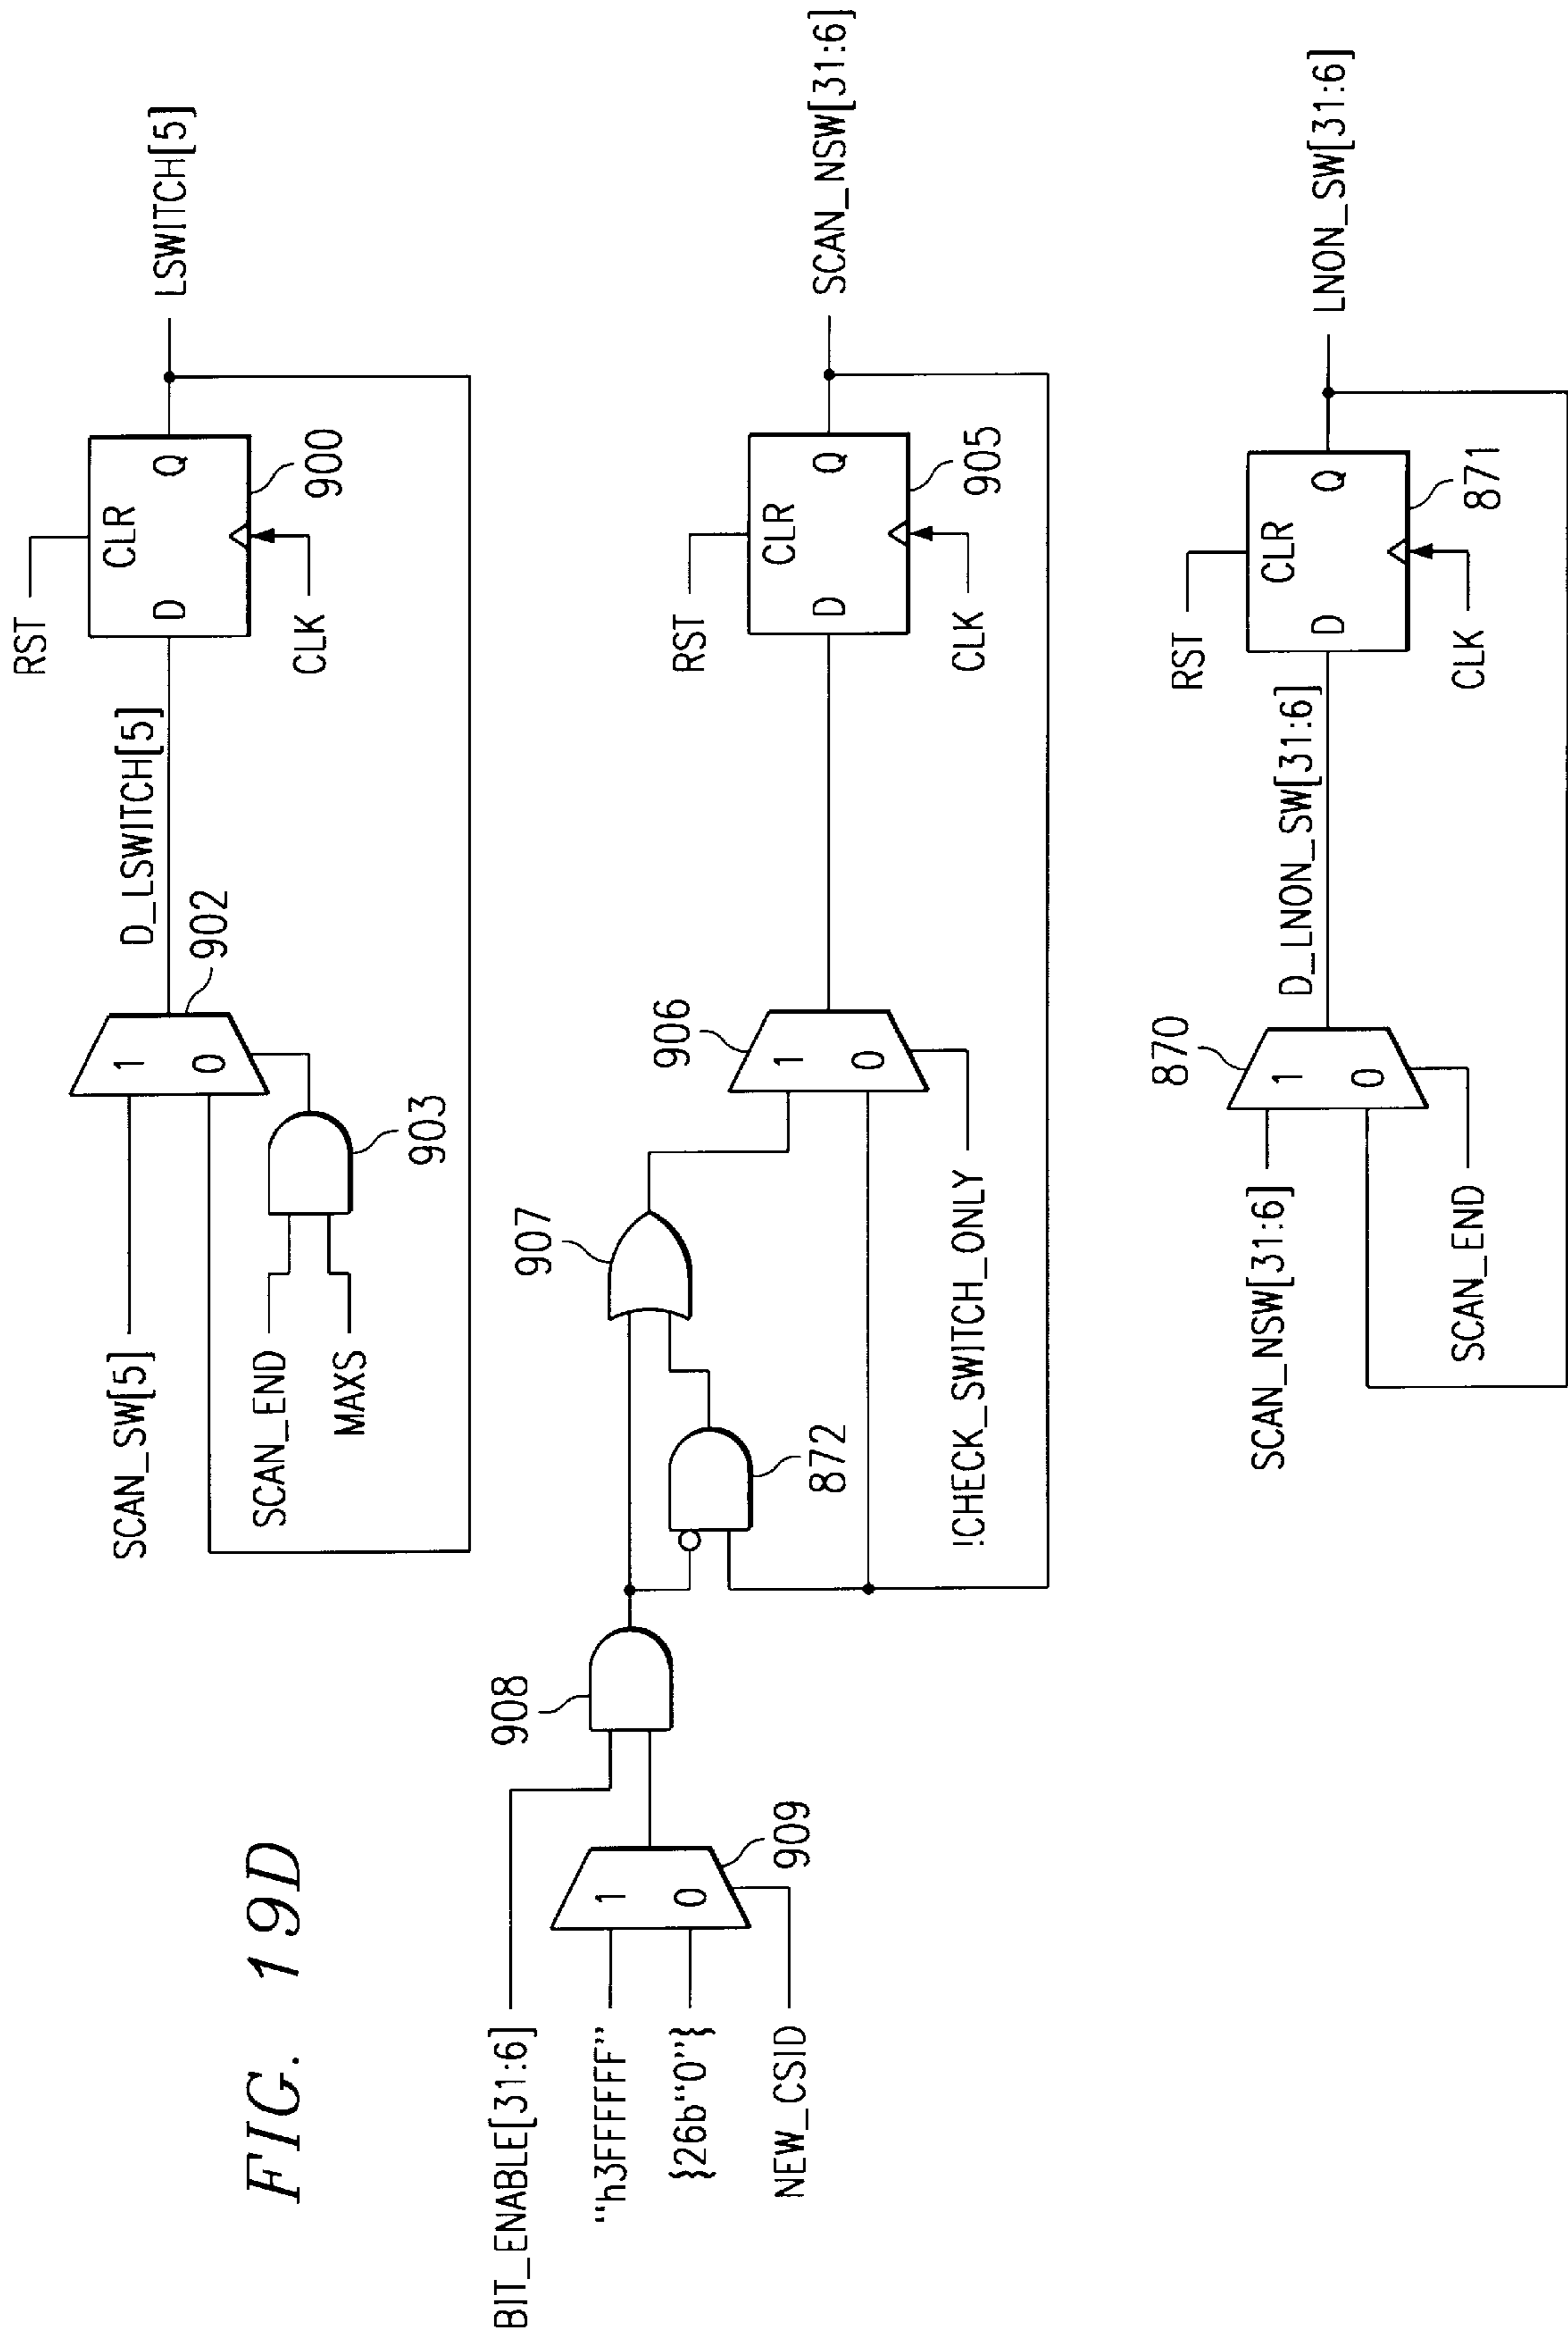 FIG. 19D
RST
D_LSWITCH[5]
902
SCAN_SW[5]
1
0
D
CLR
Q
LSWITCH[5]
900
CLK
SCAN_END
MAXS
903
BIT_ENABLE[31:6]
"h3FFFFFF"
{26b"0"}
NEW_CSID
1
0
909
908
907
872
906
1
0
!CHECK_SWITCH_ONLY
RST
D
CLR
Q
SCAN_NSW[31:6]
905
CLK
870
SCAN_NSW[31:6]
1
0
SCAN_END
D_LNON_SW[31:6]
RST
D
CLR
Q
LNON_SW[31:6]
871
CLK